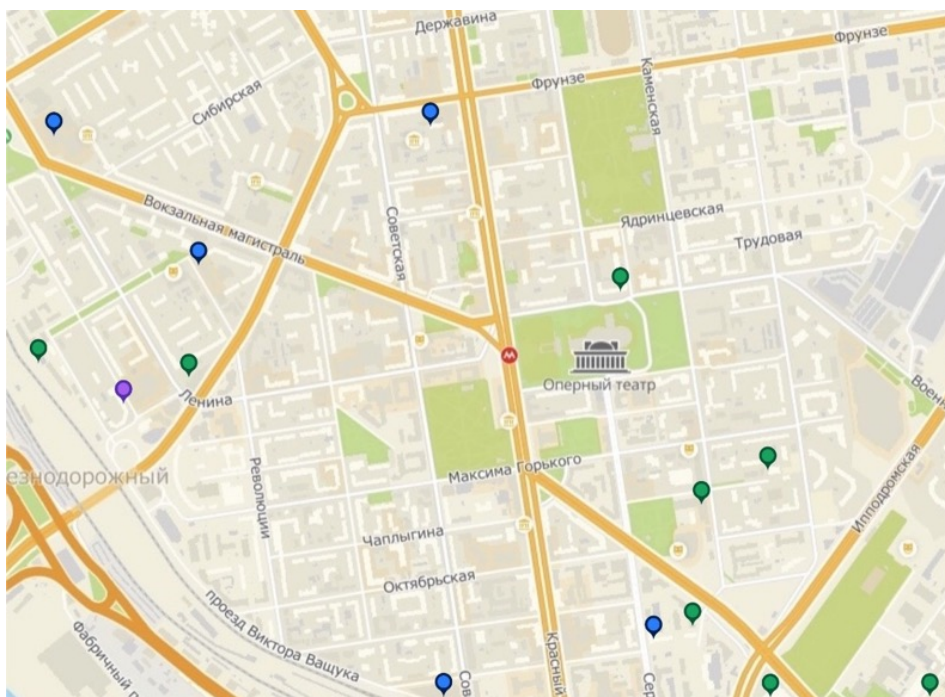 Державина
Фрунзе
Фрунзе
Каменская
Сибирская
Вокзальная магистраль
Советская
Ядринцевская
Трудовая
Оперный театр
Ленина
Максима Горького
езнодорожный
Революции
Ипподромская
Чаплыгина
Октябрьская
проезд Виктора Ващука
Фабричный
Красный